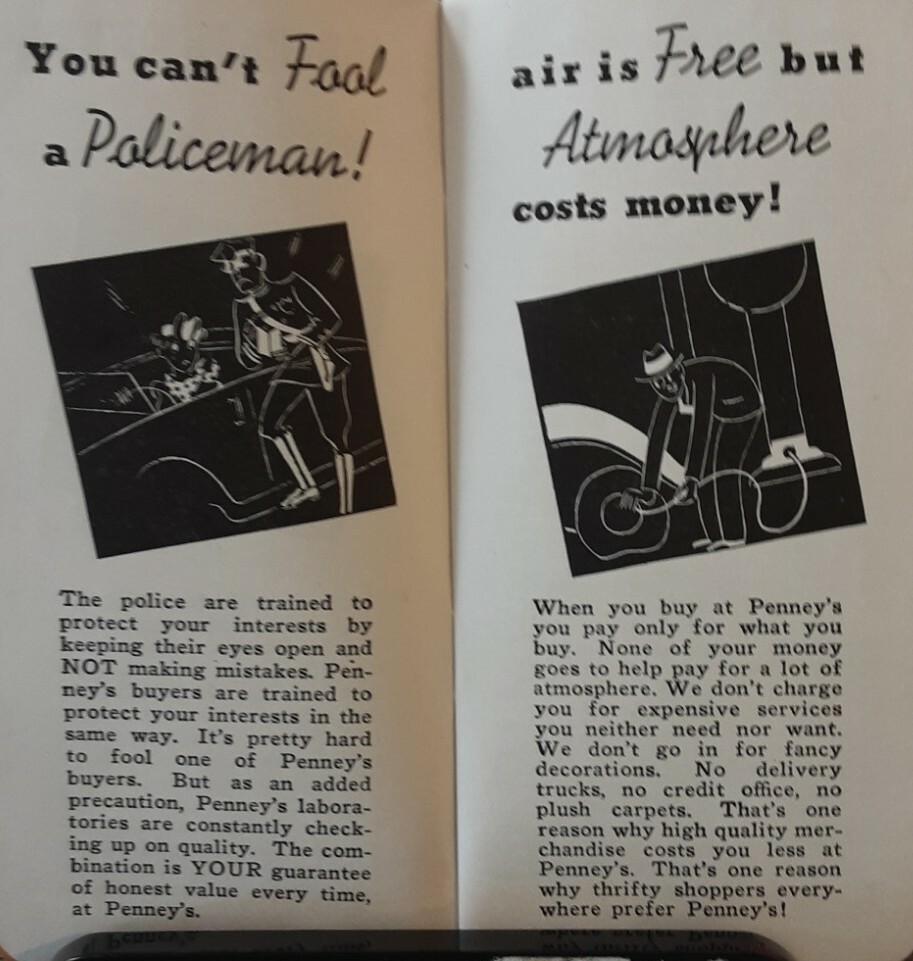 You can't Fool
a Policeman!
The police are trained to
protect your interests by
keeping their eyes open and
NOT making mistakes. Pen-
ney's buyers are trained to
protect your interests in the
same way. It's pretty hard
to fool one of Penney's
buyers. But as an added
precaution, Penney's labora-
tories are constantly check-
ing up on quality. The com-
bination is YOUR guarantee
of honest value every time,
at Penney's.
air is Free but
Atmosphere
costs money!
When you buy at Penney's
you pay only for what you
buy. None of your money
goes to help pay for a lot of
atmosphere. We don't charge
you for expensive services
you neither need nor want.
We don't go in for fancy
decorations. No delivery
trucks, no credit office, no
plush carpets. That's one
reason why high quality mer-
chandise costs you less at
Penney's. That's one reason
why thrifty shoppers every-
where prefer Penney's!